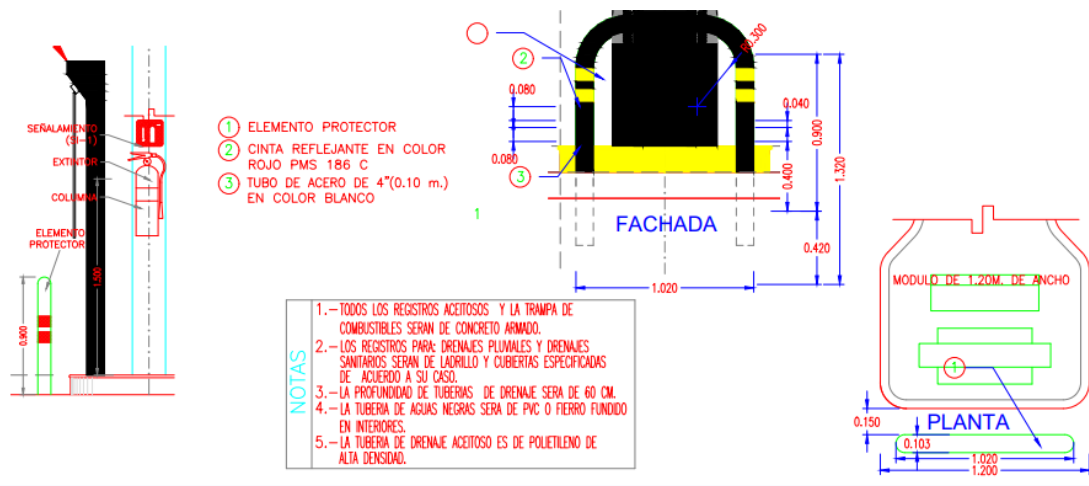 SEÑALAMIENTO
(SI-1)
EXTINTOR
COLUMNA
ELEMENTO
PROTECTOR
0.900
1.500
1 ELEMENTO PROTECTOR
2 CINTA REFLEJANTE EN COLOR
ROJO PMS 186 C
3 TUBO DE ACERO DE 4"(0.10 m.)
EN COLOR BLANCO
2
3
1
0.080
0.080
R0.300
0.040
0.400
0.900
1.320
0.420
FACHADA
1.020
NOTAS
1.-TODOS LOS REGISTROS ACEITOSOS Y LA TRAMPA DE
COMBUSTIBLES SERAN DE CONCRETO ARMADO.
2.-LOS REGISTROS PARA: DRENAJES PLUVIALES Y DRENAJES
SANITARIOS SERAN DE LADRILLO Y CUBIERTAS ESPECIFICADAS
DE ACUERDO A SU CASO.
3.-LA PROFUNDIDAD DE TUBERIAS DE DRENAJE SERA DE 60 CM.
4.-LA TUBERIA DE AGUAS NEGRAS SERA DE PVC O FIERRO FUNDIDO
EN INTERIORES.
5.-LA TUBERIA DE DRENAJE ACEITOSO ES DE POLIETILENO DE
ALTA DENSIDAD.
MODULO DE 1.20M. DE ANCHO
1
PLANTA
0.150
0.103
1.020
1.200